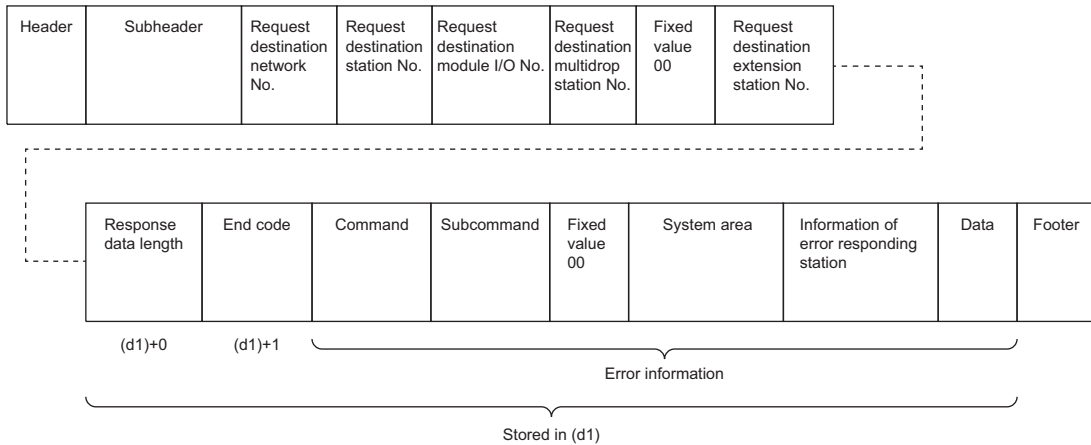 Header
Subheader
Request
destination
network
No.
Request
destination
station No.
Request
destination
module I/O No.
Request
destination
multidrop
station No.
Fixed
value
00
Request
destination
extension
station No.
Response
data length
End code
Command
Subcommand
Fixed
value
00
System area
Information of
error responding
station
Data
Footer
(d1)+0
(d1)+1
Error information
Stored in (d1)